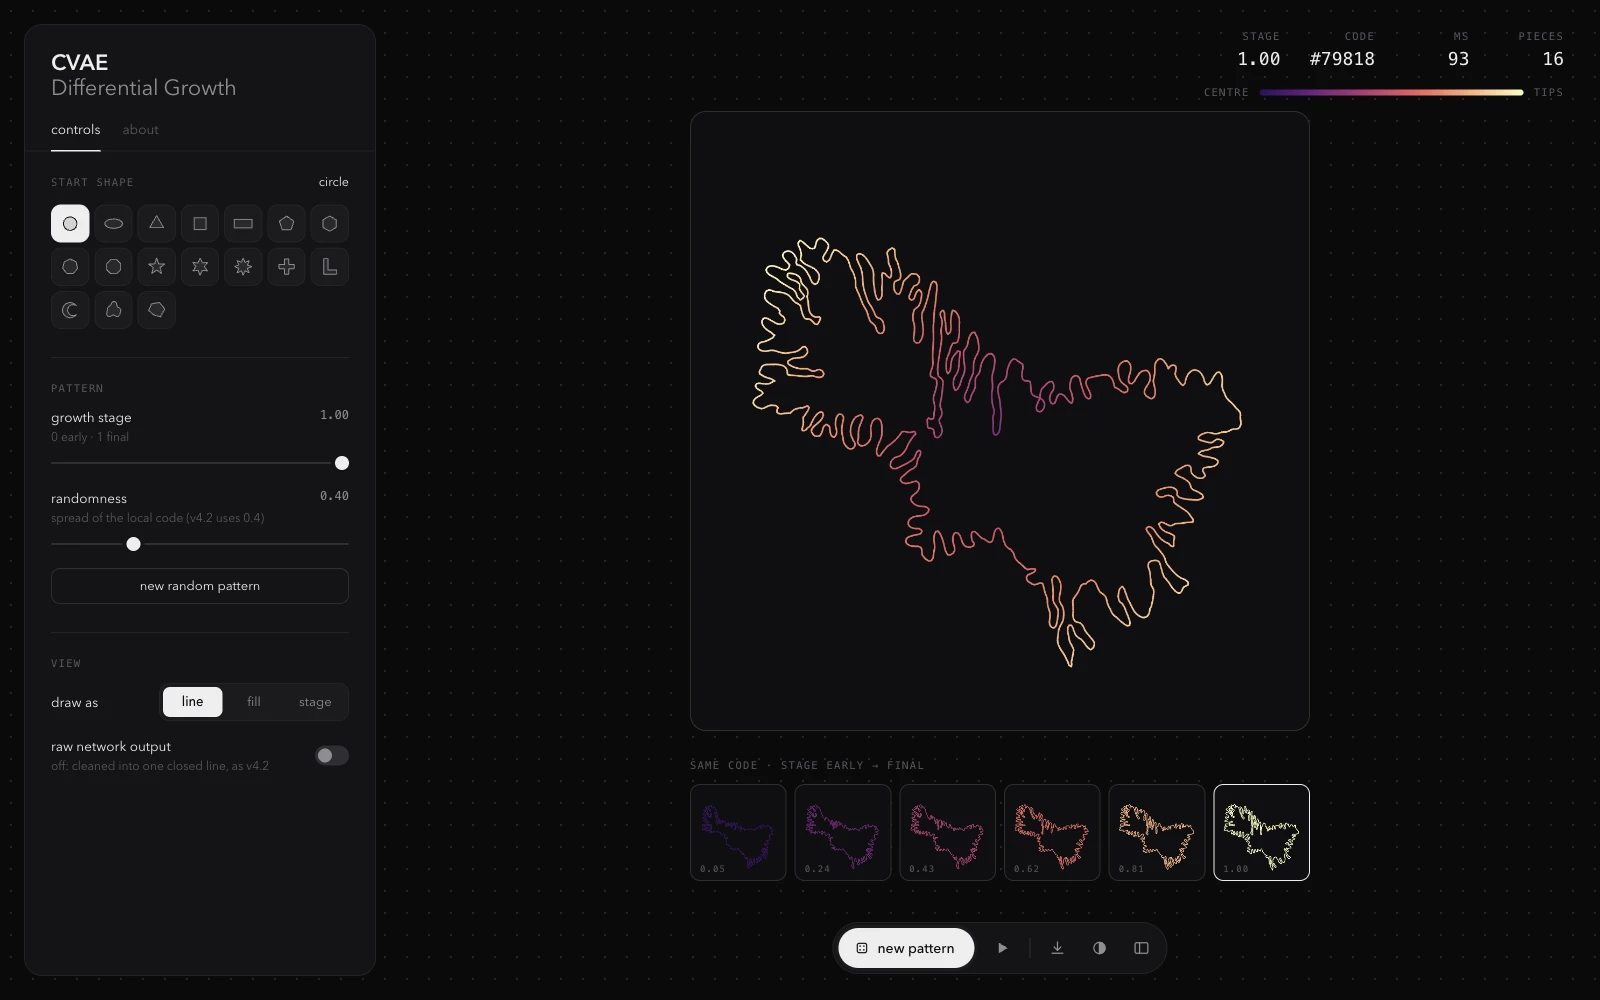 CVAE
Differential Growth
controls
about
START SHAPE
circle
PATTERN
growth stage
1.00
0 early · 1 final
randomness
0.40
spread of the local code (v4.2 uses 0.4)
new random pattern
VIEW
draw as
line
fill
stage
raw network output
off: cleaned into one closed line, as v4.2
STAGE
CODE
MS
PIECES
1.00
#79818
93
16
CENTRE
TIPS
SAME CODE · STAGE EARLY → FINAL
0.05
0.24
0.43
0.62
0.81
1.00
new pattern